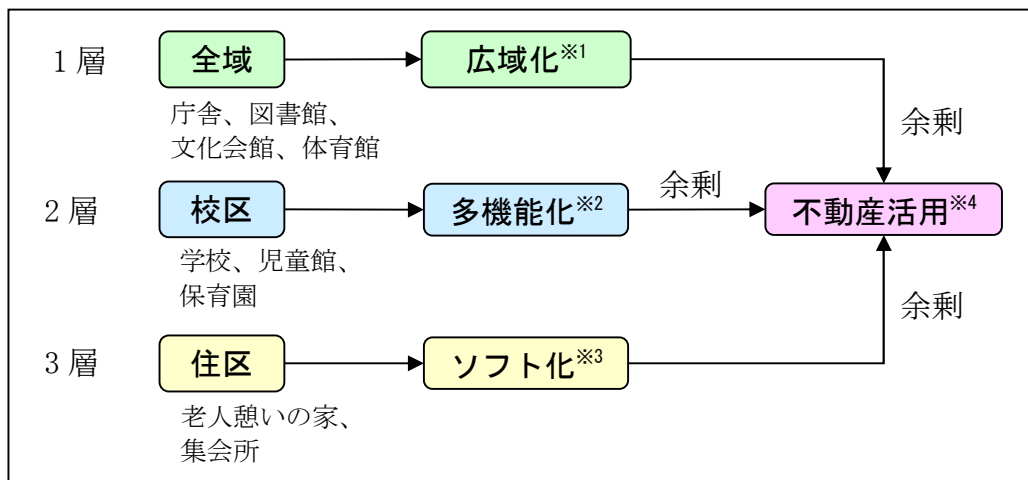 1層 全域 広域化※1
庁舎、図書館、
文化会館、体育館
余剰
2層 校区 多機能化※2 余剰 不動産活用※4
学校、児童館、
保育園
余剰
3層 住区 ソフト化※3
老人憩いの家、
集会所